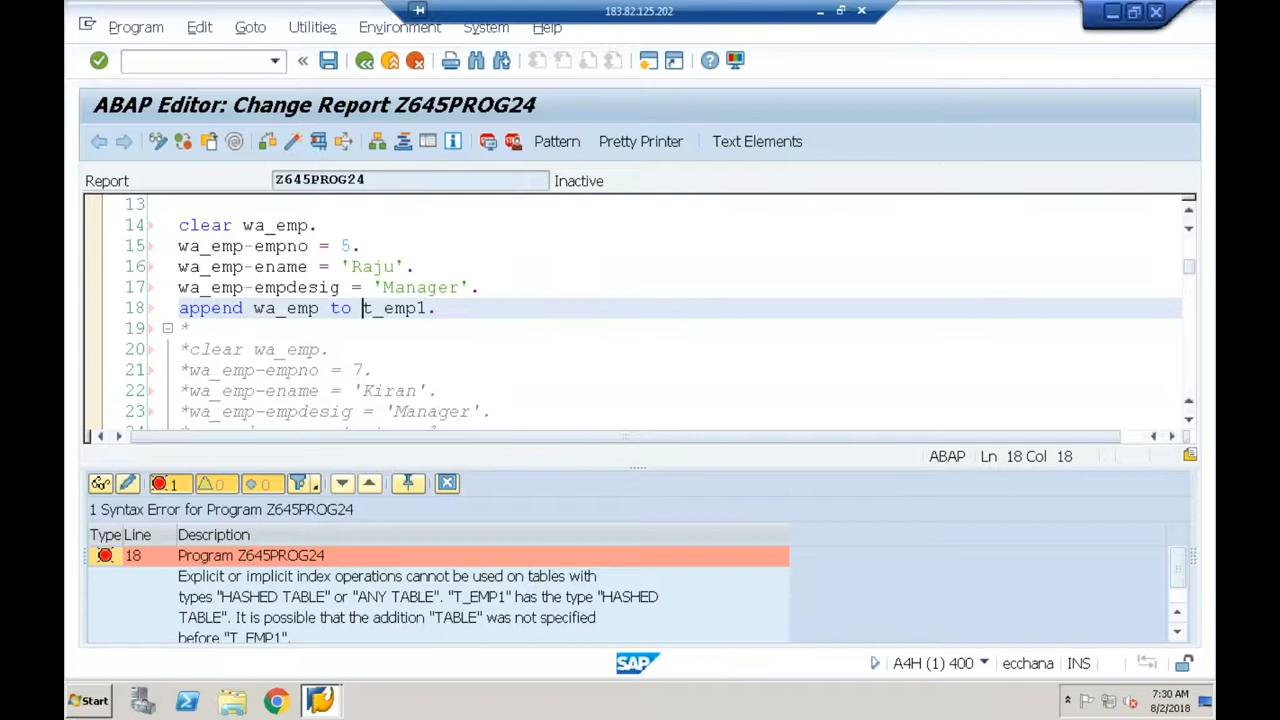 183.82.125.202
Program Edit Goto Utilities Environment System Help
ABAP Editor: Change Report Z645PROG24
Pattern Pretty Printer Text Elements
Report Z645PROG24 Inactive
13
14 clear wa_emp.
15 wa_emp-empno = 5.
16 wa_emp-ename = 'Raju'.
17 wa_emp-empdesig = 'Manager'.
18 append wa_emp to t_emp1.
19 *
20 *clear wa_emp.
21 *wa_emp-empno = 7.
22 *wa_emp-ename = 'Kiran'.
23 *wa_emp-empdesig = 'Manager'.
ABAP Ln 18 Col 18
1 0 0
1 Syntax Error for Program Z645PROG24
Type Line Description
18 Program Z645PROG24
Explicit or implicit index operations cannot be used on tables with
types "HASHED TABLE" or "ANY TABLE". "T_EMP1" has the type "HASHED
TABLE". It is possible that the addition "TABLE" was not specified
before "T_EMP1".
SAP A4H (1) 400 ecchana INS
Start 7:30 AM
8/2/2018